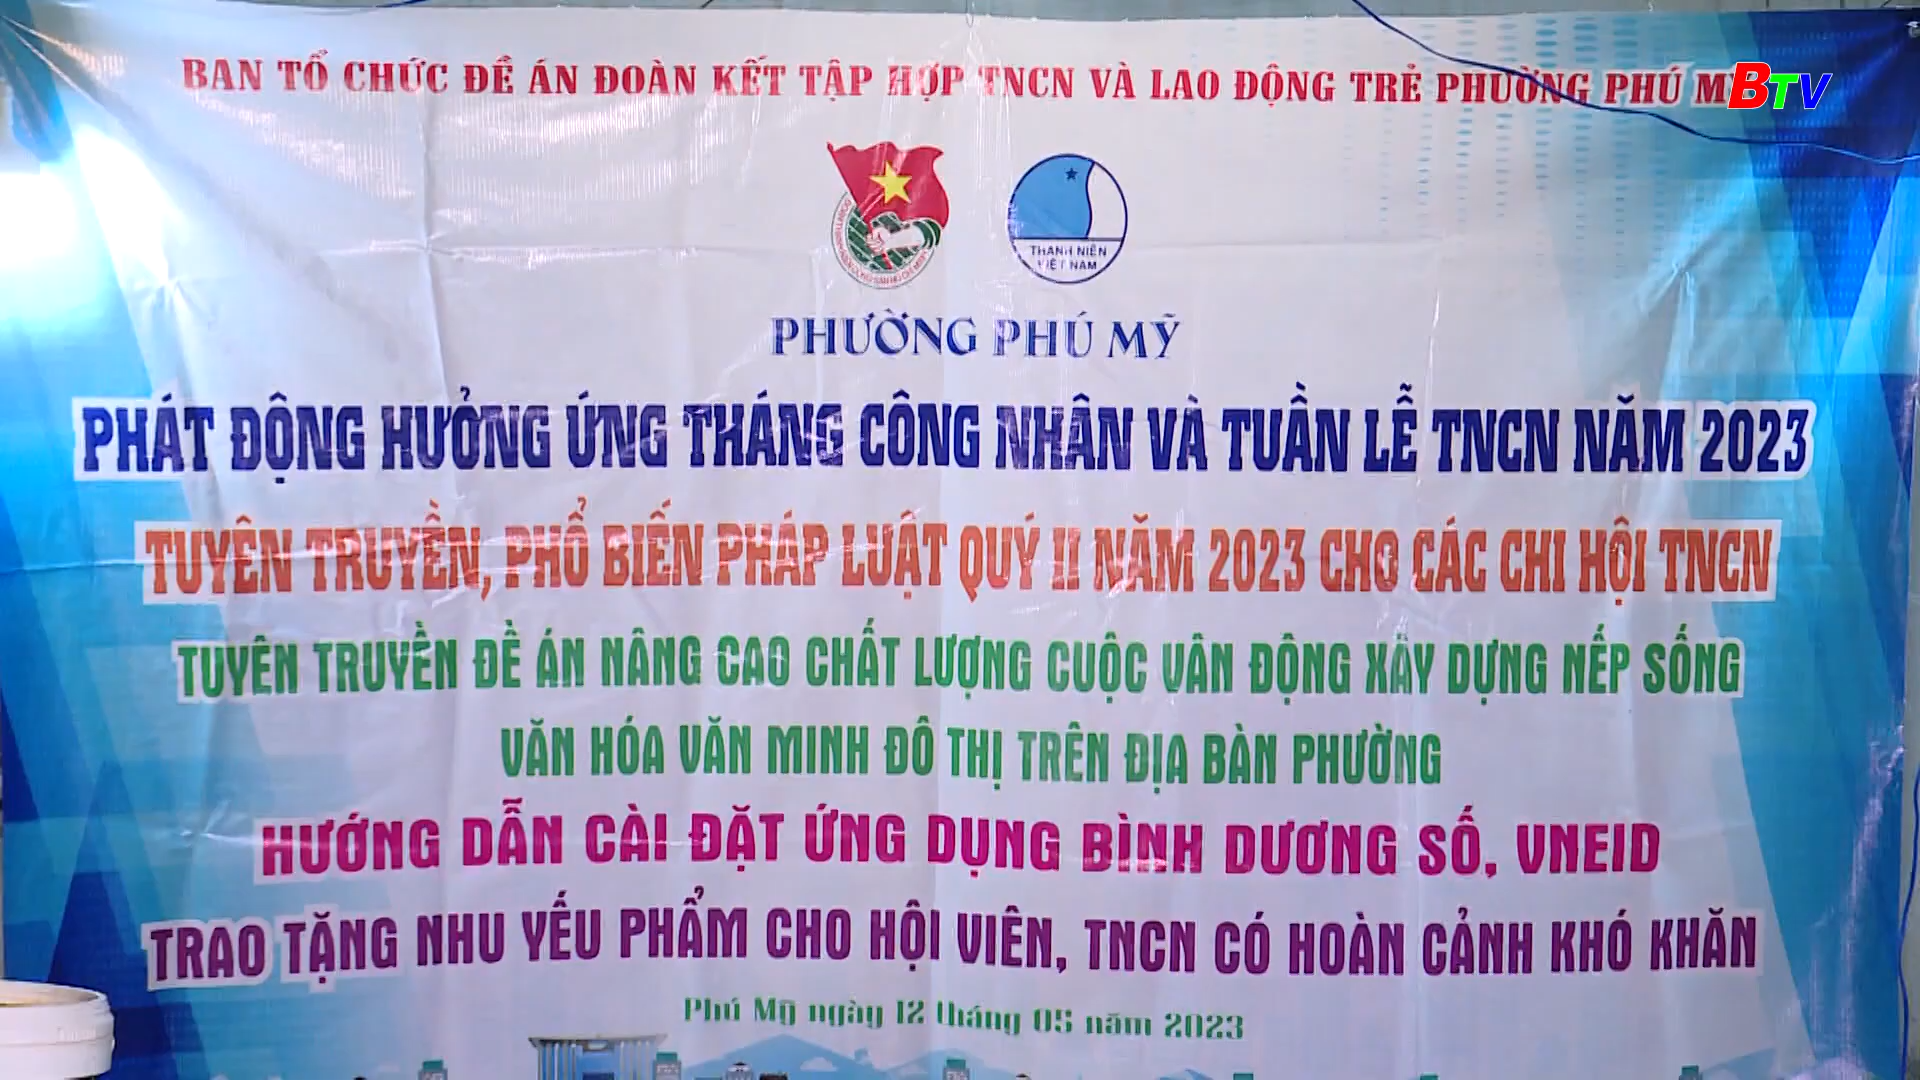 BAN TỔ CHỨC ĐỀ ÁN ĐOÀN KẾT TẬP HỢP TNCN VÀ LAO ĐỘNG TRẺ PHƯỜNG PHÚ
BTV
THANH NIÊN
VIỆT NAM
PHƯỜNG PHÚ MỸ
PHÁT ĐỘNG HƯỞNG ỨNG THÁNG CÔNG NHÂN VÀ TUẦN LỄ TNCN NĂM 2023
TUYÊN TRUYỀN, PHỔ BIẾN PHÁP LUẬT QUÝ II NĂM 2023 CHO CÁC CHI HỘI TNCN
TUYÊN TRUYỀN ĐỀ ÁN NÂNG CAO CHẤT LƯỢNG CUỘC VÂN ĐỘNG XÂY DỰNG NẾP SỐNG
VĂN HÓA VĂN MINH ĐÔ THỊ TRÊN ĐỊA BÀN PHƯỜNG
HƯỚNG DẪN CÀI ĐẶT ỨNG DỤNG BÌNH DƯƠNG SỐ, VNEID
TRAO TẶNG NHU YẾU PHẨM CHO HỘI VIÊN, TNCN CÓ HOÀN CẢNH KHÓ KHĂN
Phú Mỹ ngày 12 tháng 05 năm 2023